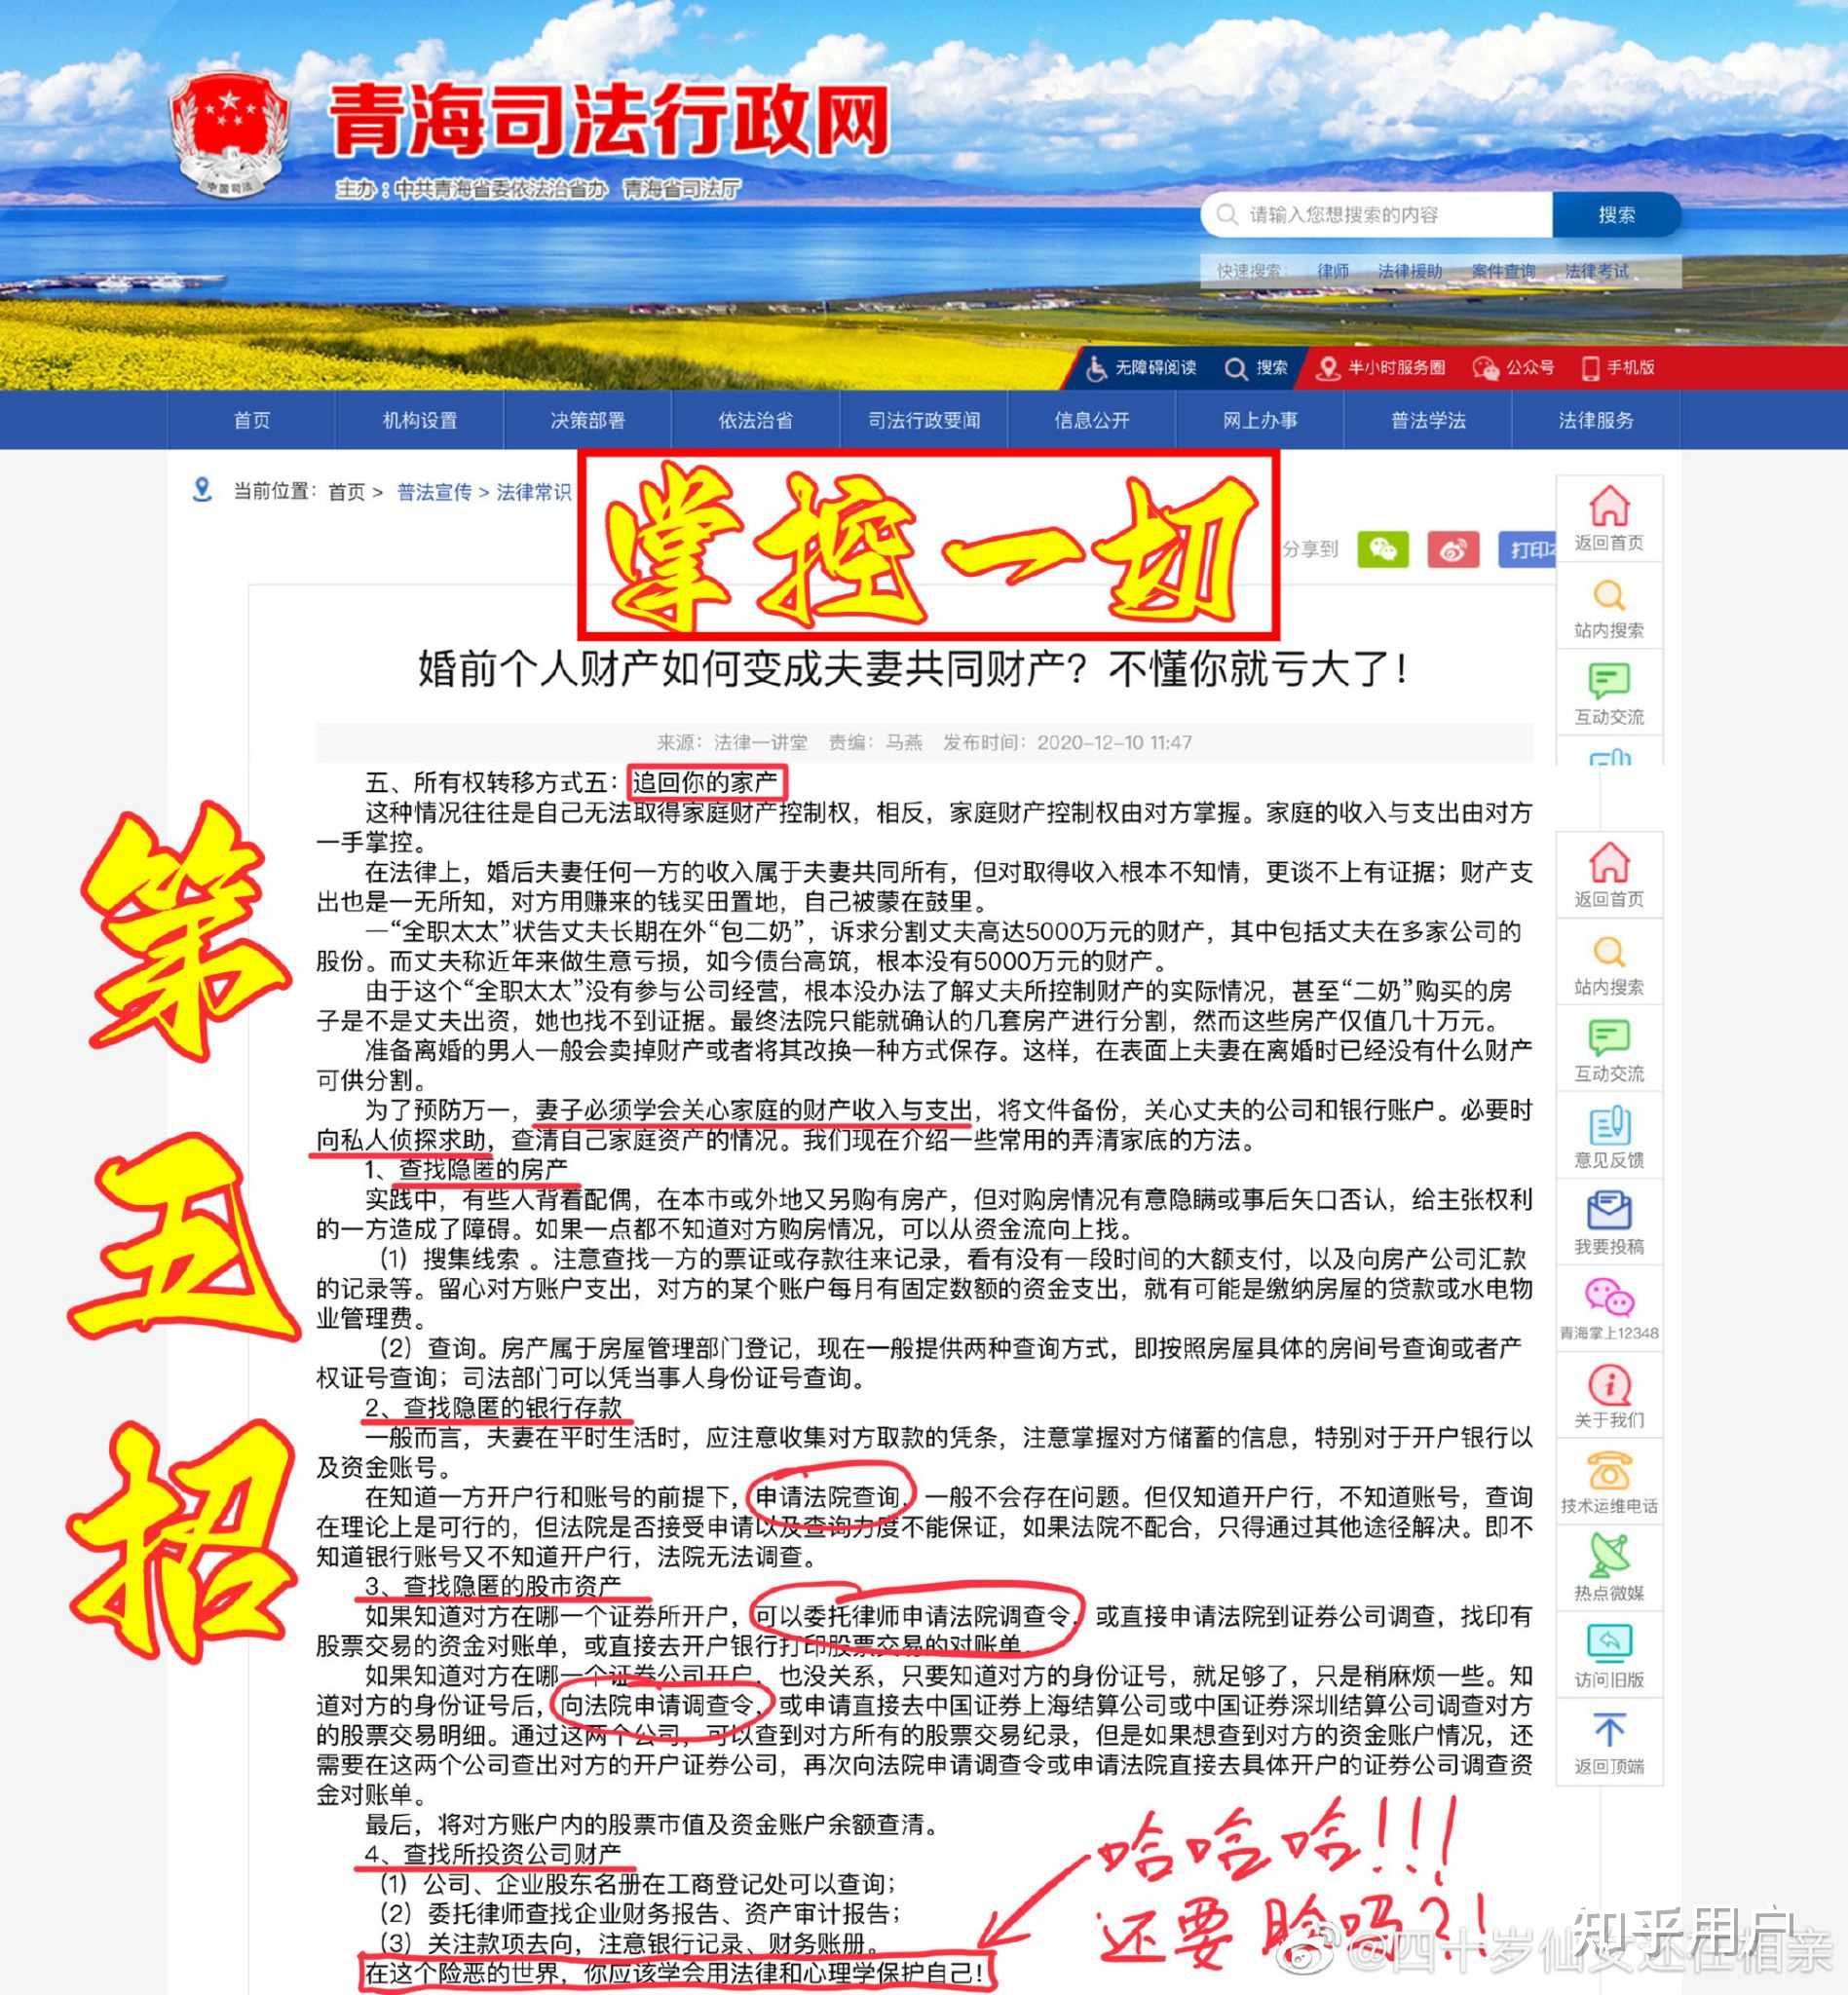 青海司法行政网
中国司法
主办：中共青海省委依法治省办 青海省司法厅
请输入您想搜索的内容 搜索
快速搜索: 律师 法律援助 案件查询 法律考试
无障碍阅读 搜索 半小时服务圈 公众号 手机版
首页 机构设置 决策部署 依法治省 司法行政要闻 信息公开 网上办事 普法学法 法律服务
当前位置：首页 > 普法宣传 > 法律常识
掌控一切
分享到 打印本
婚前个人财产如何变成夫妻共同财产？不懂你就亏大了！
来源：法律一讲堂 责编：马燕 发布时间：2020-12-10 11:47
第五招
五、所有权转移方式五：追回你的家产
这种情况往往是自己无法取得家庭财产控制权，相反，家庭财产控制权由对方掌握。家庭的收入与支出由对方
一手掌控。
在法律上，婚后夫妻任何一方的收入属于夫妻共同所有，但对取得收入根本不知情，更谈不上有证据；财产支
出也是一无所知，对方用赚来的钱买田置地，自己被蒙在鼓里。
一“全职太太”状告丈夫长期在外“包二奶”，诉求分割丈夫高达5000万元的财产，其中包括丈夫在多家公司的
股份。而丈夫称近年来做生意亏损，如今债台高筑，根本没有5000万元的财产。
由于这个“全职太太”没有参与公司经营，根本没办法了解丈夫所控制财产的实际情况，甚至“二奶”购买的房
子是不是丈夫出资，她也找不到证据。最终法院只能就确认的几套房产进行分割，然而这些房产仅值几十万元。
准备离婚的男人一般会卖掉财产或者将其改换一种方式保存。这样，在表面上夫妻在离婚时已经没有什么财产
可供分割。
为了预防万一，妻子必须学会关心家庭的财产收入与支出，将文件备份，关心丈夫的公司和银行账户。必要时
向私人侦探求助，查清自己家庭资产的情况。我们现在介绍一些常用的弄清家底的方法。
1、查找隐匿的房产
实践中，有些人背着配偶，在本市或外地又另购有房产，但对购房情况有意隐瞒或事后矢口否认，给主张权利
的一方造成了障碍。如果一点都不知道对方购房情况，可以从资金流向上找。
（1）搜集线索 。注意查找一方的票证或存款往来记录，看有没有一段时间的大额支付，以及向房产公司汇款
的记录等。留心对方账户支出，对方的某个账户每月有固定数额的资金支出，就有可能是缴纳房屋的贷款或水电物
业管理费。
（2）查询。房产属于房屋管理部门登记，现在一般提供两种查询方式，即按照房屋具体的房间号查询或者产
权证号查询；司法部门可以凭当事人身份证号查询。
2、查找隐匿的银行存款
一般而言，夫妻在平时生活时，应注意收集对方取款的凭条，注意掌握对方储蓄的信息，特别对于开户银行以
及资金账号。
在知道一方开户行和账号的前提下，申请法院查询，一般不会存在问题。但仅知道开户行，不知道账号，查询
在理论上是可行的，但法院是否接受申请以及查询力度不能保证，如果法院不配合，只得通过其他途径解决。即不
知道银行账号又不知道开户行，法院无法调查。
3、查找隐匿的股市资产
如果知道对方在哪一个证券所开户，可以委托律师申请法院调查令，或直接申请法院到证券公司调查，找印有
股票交易的资金对账单，或直接去开户银行打印股票交易的对账单。
如果知道对方在哪一个证券公司开户，也没关系，只要知道对方的身份证号，就足够了，只是稍麻烦一些。知
道对方的身份证号后，向法院申请调查令，或申请直接去中国证券上海结算公司或中国证券深圳结算公司调查对方
的股票交易明细。通过这两个公司，可以查到对方所有的股票交易纪录，但是如果想查到对方的资金账户情况，还
需要在这两个公司查出对方的开户证券公司，再次向法院申请调查令或申请法院直接去具体开户的证券公司调查资
金对账单。
最后，将对方账户内的股票市值及资金账户余额查清。
4、查找所投资公司财产
（1）公司、企业股东名册在工商登记处可以查询；
（2）委托律师查找企业财务报告、资产审计报告；
（3）关注款项去向，注意银行记录、财务账册。
在这个险恶的世界，你应该学会用法律和心理学保护自己！
哈哈哈!!!
还要 吗?!
返回首页
站内搜索
互动交流
返回首页
站内搜索
互动交流
意见反馈
我要投稿
青海掌上12348
关于我们
技术运维电话
热点微媒
访问旧版
返回顶端
知乎用户
@四十岁仙女还在相亲